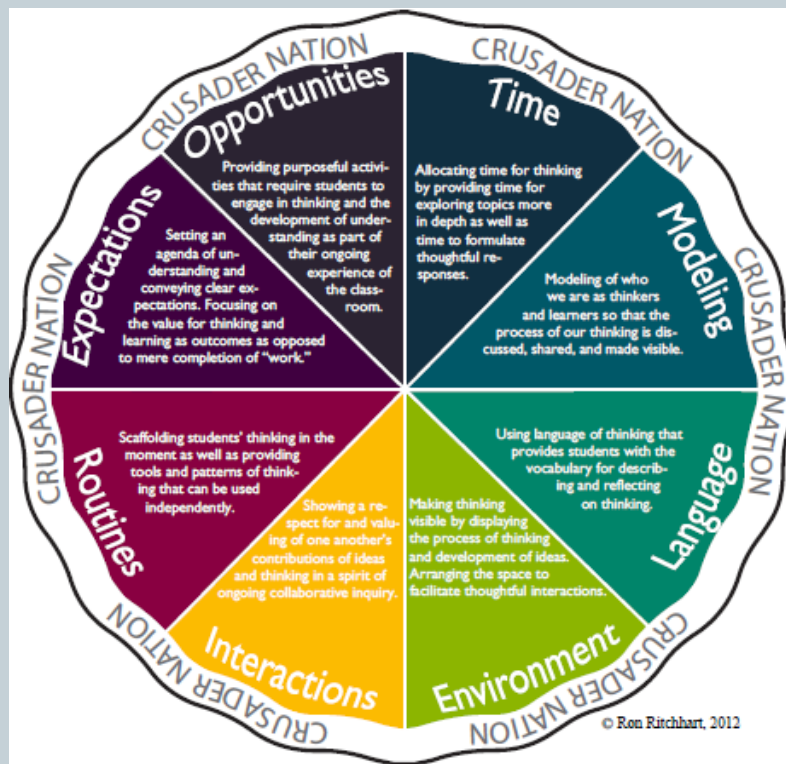 CRUSADER NATION
CRUSADER NATION
Opportunities
Providing purposeful activi-
ties that require students to
engage in thinking and the
development of under-
standing as part of
their ongoing
experience of
the class-
room.
Time
Allocating time for thinking
by providing time for
exploring topics more
in depth as well as
time to formulate
thoughtful re-
sponses.
Modeling
Modeling of who
we are as thinkers
and learners so that the
process of our thinking is dis-
cussed, shared, and made visible.
CRUSADER NATION
Language
Using language of thinking that
provides students with the
vocabulary for describ-
ing and reflecting
on thinking.
Environment
Making thinking
visible by displaying
the process of thinking
and development of ideas.
Arranging the space to
facilitate thoughtful interactions.
CRUSADER NATION
Interactions
Showing a re-
spect for and valu-
ing of one another's
contributions of ideas
and thinking in a spirit of
ongoing collaborative inquiry.
CRUSADER NATION
Routines
Scaffolding students' thinking in the
moment as well as providing
tools and patterns of think-
ing that can be used
independently.
CRUSADER NATION
Expectations
Setting an
agenda of un-
derstanding and
conveying clear ex-
pectations. Focusing on
the value for thinking and
learning as outcomes as opposed
to mere completion of "work."
© Ron Ritchhart, 2012